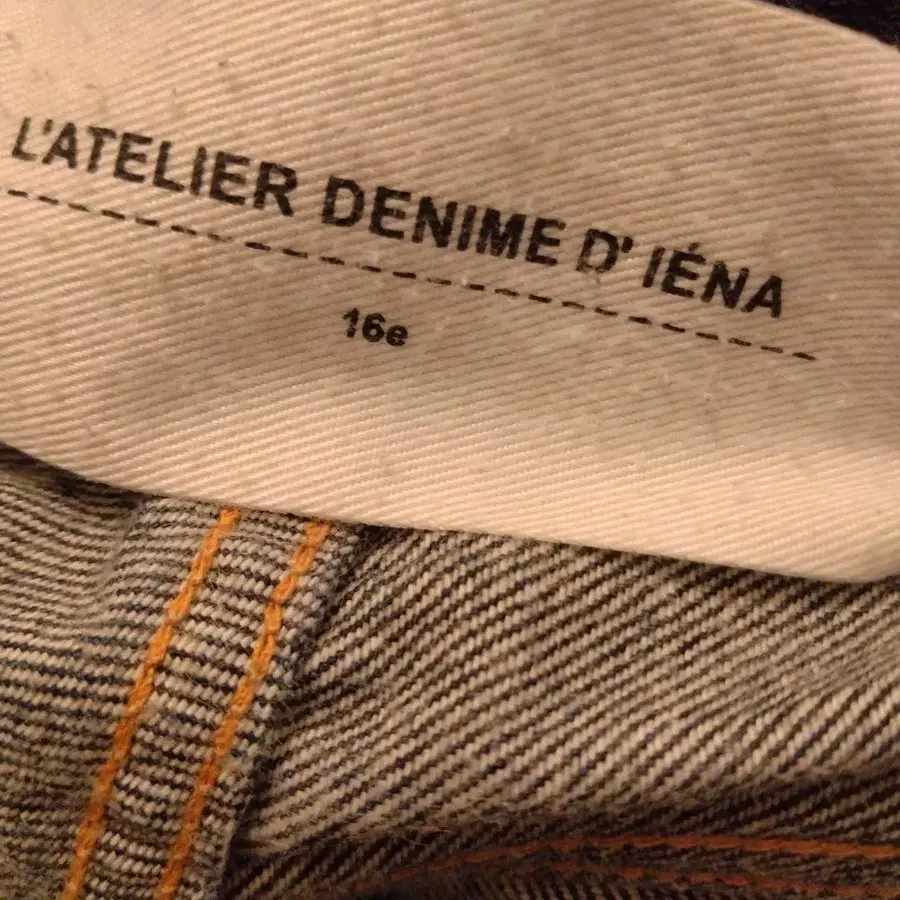 L'ATELIER DENIME D' IÉNA
16e